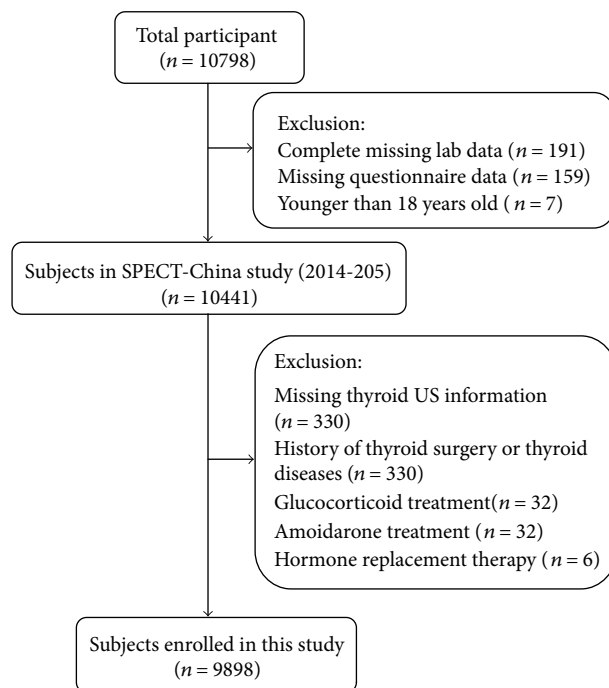 Total participant
(n = 10798)
Exclusion:
Complete missing lab data (n = 191)
Missing questionnaire data (n = 159)
Younger than 18 years old ( n = 7)
Subjects in SPECT-China study (2014-205)
(n = 10441)
Exclusion:
Missing thyroid US information
(n = 330)
History of thyroid surgery or thyroid
diseases (n = 330)
Glucocorticoid treatment(n = 32)
Amoidarone treatment (n = 32)
Hormone replacement therapy ( n = 6)
Subjects enrolled in this study
(n = 9898)